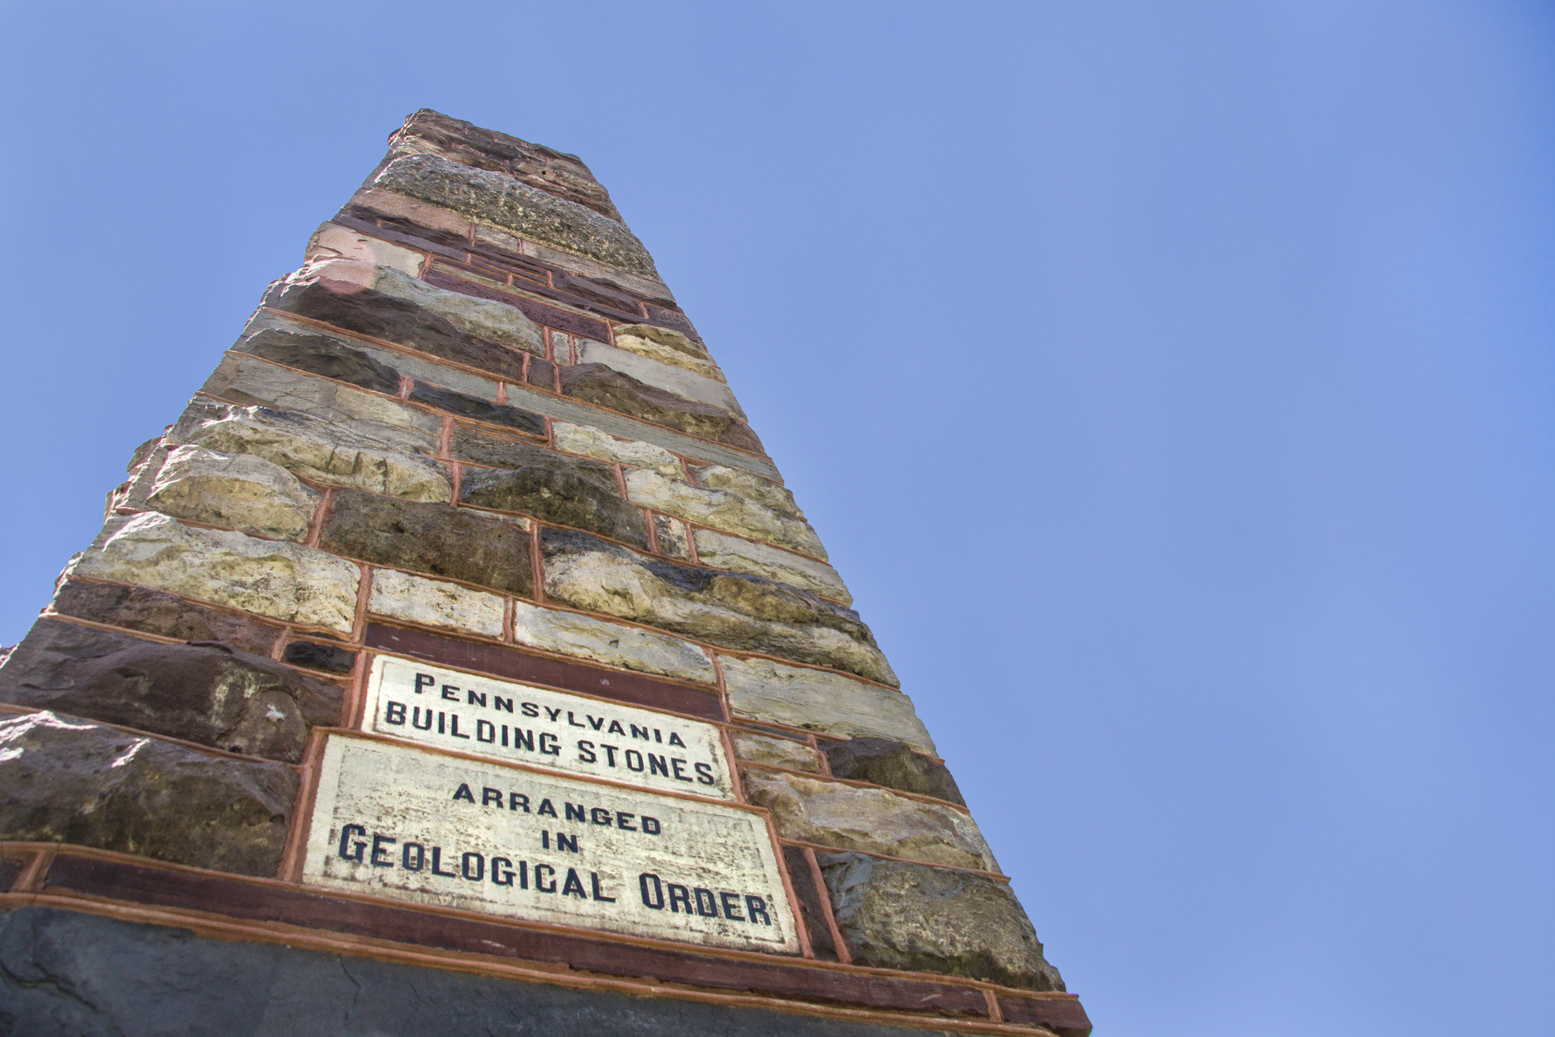 PENNSYLVANIA
BUILDING STONES
ARRANGED
IN
GEOLOGICAL ORDER